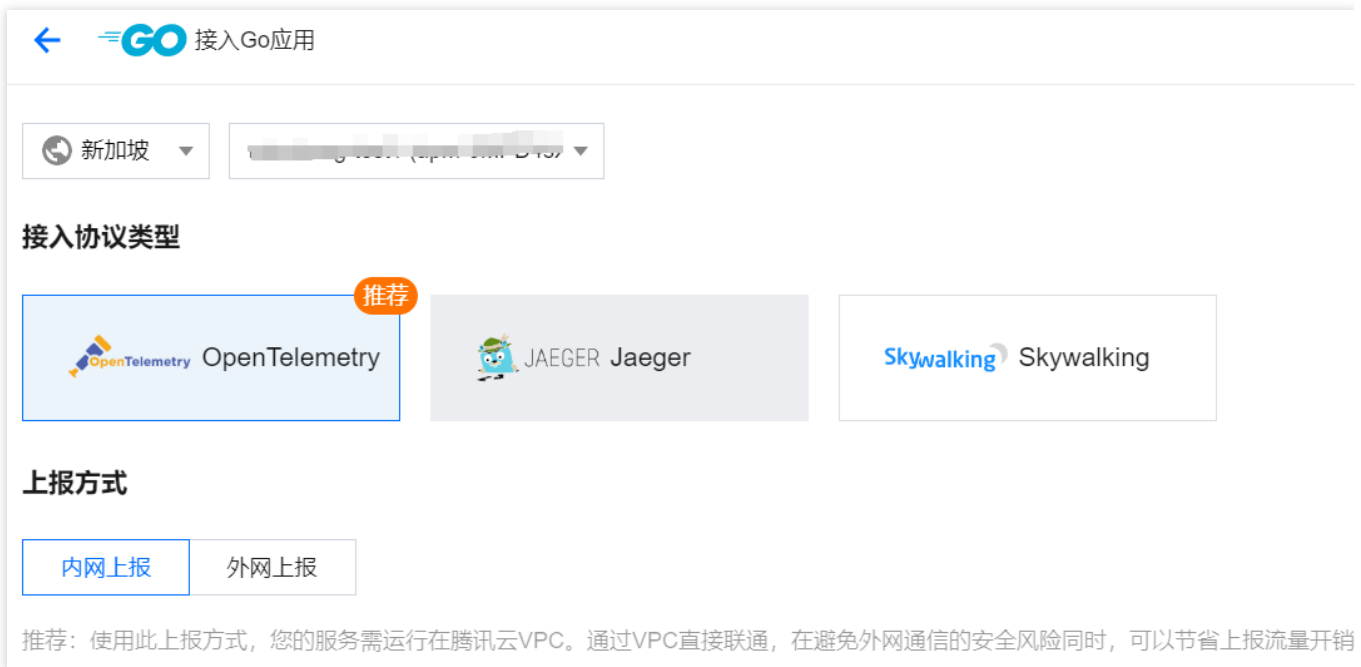 GO 接入Go应用
新加坡
接入协议类型
推荐
OpenTelemetry OpenTelemetry
JAEGER Jaeger
Skywalking Skywalking
上报方式
内网上报 外网上报
推荐：使用此上报方式，您的服务需运行在腾讯云VPC。通过VPC直接联通，在避免外网通信的安全风险同时，可以节省上报流量开销